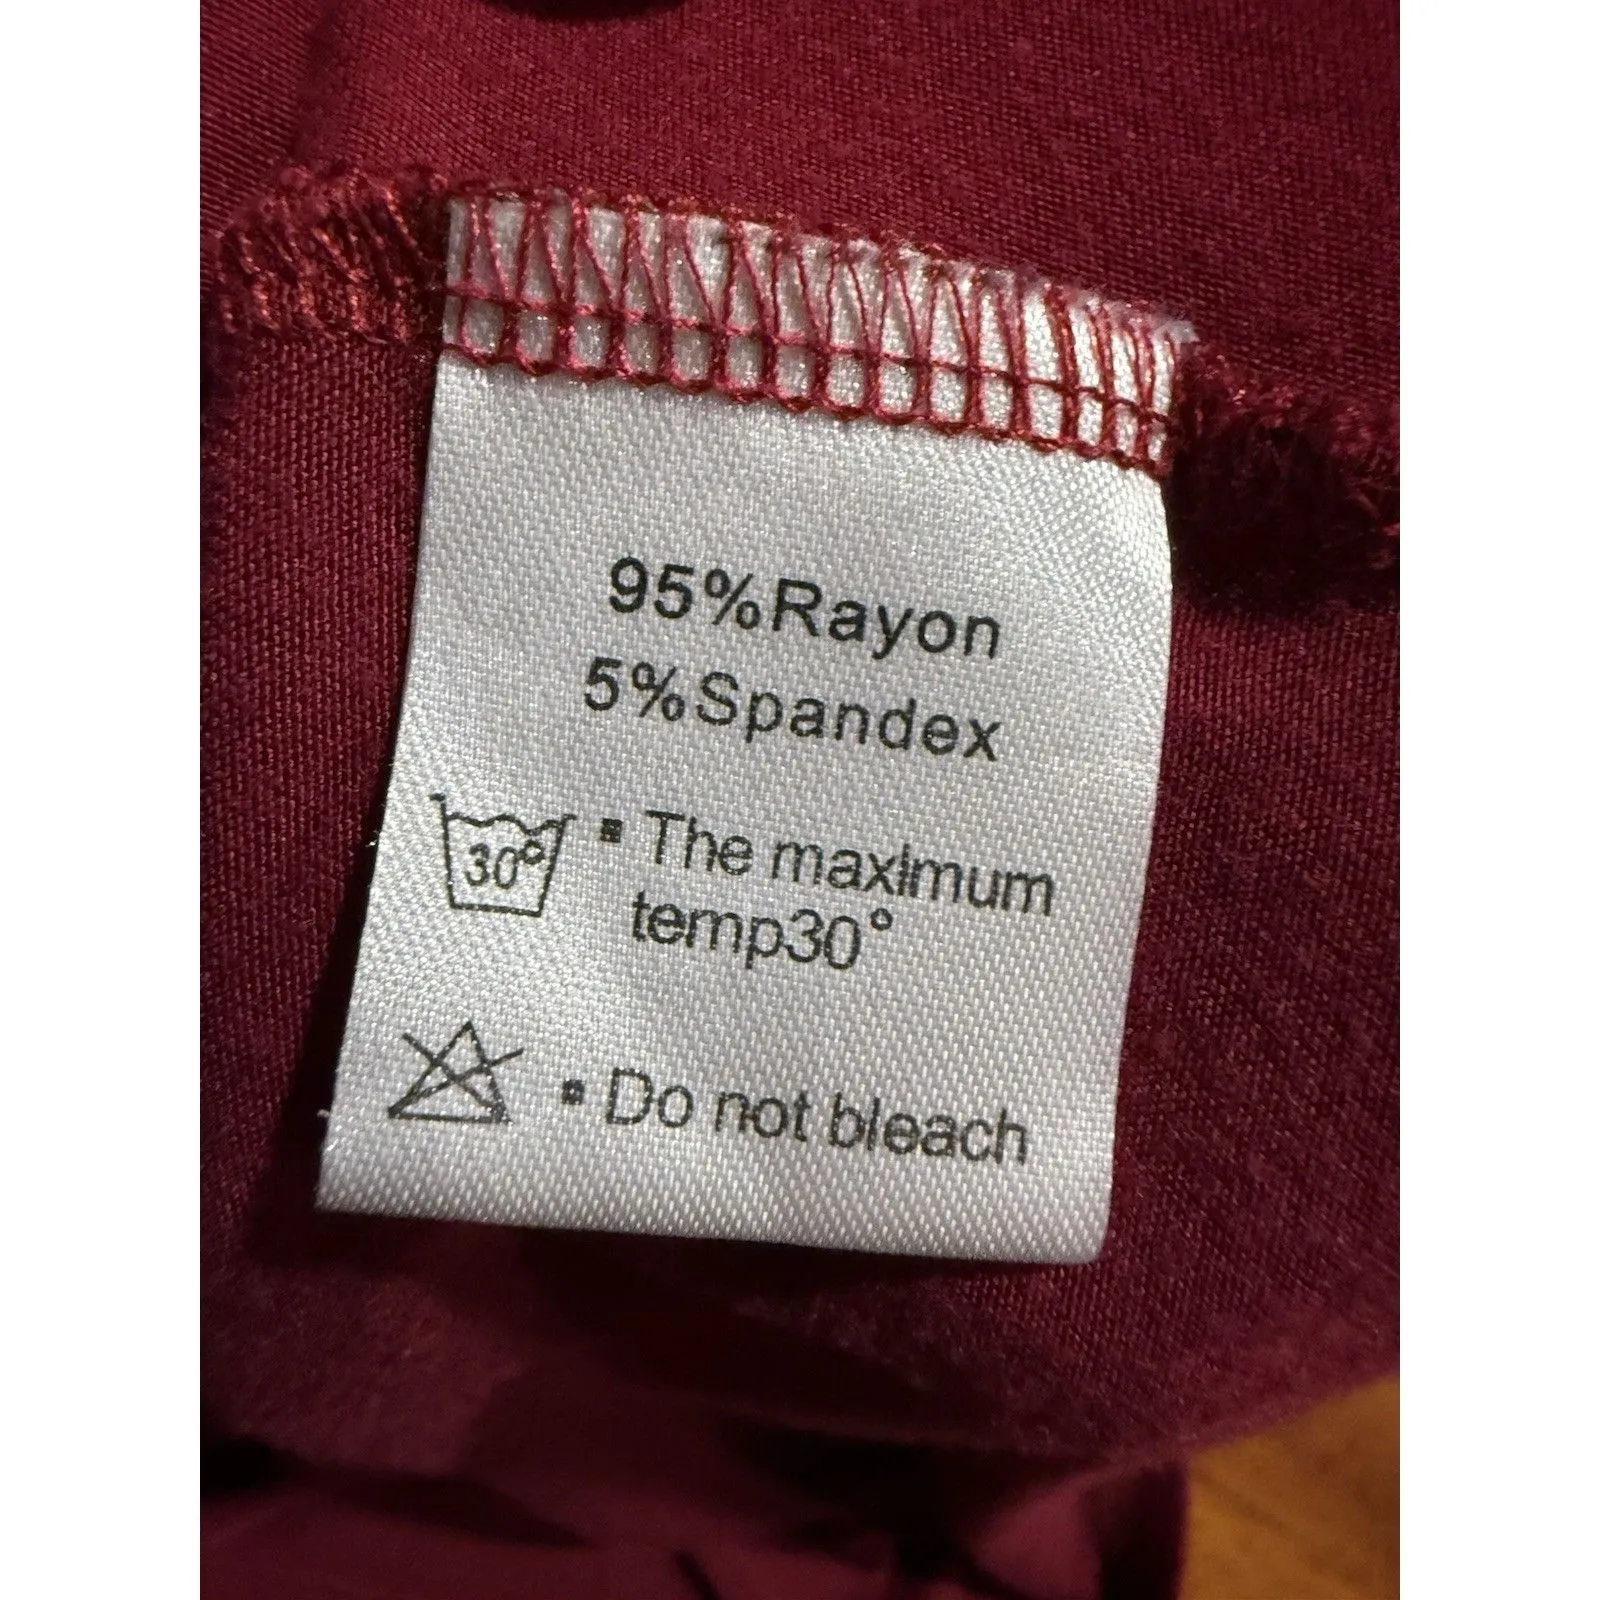 95%Rayon
5%Spandex
30° ▪ The maximum
temp30°
▪ Do not bleach